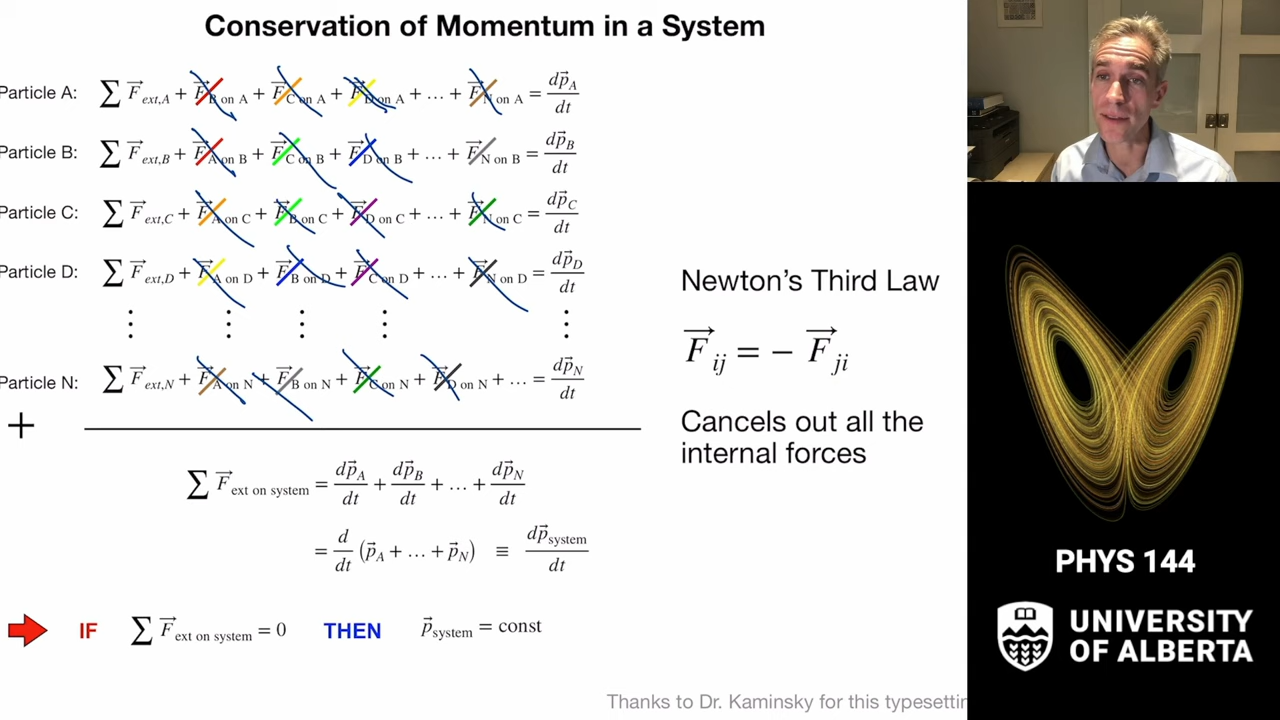 Conservation of Momentum in a System
Particle A: ∑ F⃗ ext,A + F⃗ B on A + F⃗ C on A + F⃗ D on A + … + F⃗ N on A = dp⃗A/dt
Particle B: ∑ F⃗ ext,B + F⃗ A on B + F⃗ C on B + F⃗ D on B + … + F⃗ N on B = dp⃗B/dt
Particle C: ∑ F⃗ ext,C + F⃗ A on C + F⃗ B on C + F⃗ D on C + … + F⃗ N on C = dp⃗C/dt
Particle D: ∑ F⃗ ext,D + F⃗ A on D + F⃗ B on D + F⃗ C on D + … + F⃗ N on D = dp⃗D/dt
⋮ ⋮ ⋮ ⋮ ⋮
Particle N: ∑ F⃗ ext,N + F⃗ A on N + F⃗ B on N + F⃗ C on N + F⃗ D on N + … = dp⃗N/dt
+
∑ F⃗ ext on system = dp⃗A/dt + dp⃗B/dt + … + dp⃗N/dt
= d/dt (p⃗A + … + p⃗N) ≡ dp⃗system/dt
IF ∑ F⃗ ext on system = 0 THEN p⃗system = const
Newton's Third Law
F⃗ ij = − F⃗ ji
Cancels out all the
internal forces
Thanks to Dr. Kaminsky for this typesettin
PHYS 144
UNIVERSITY
OF ALBERTA